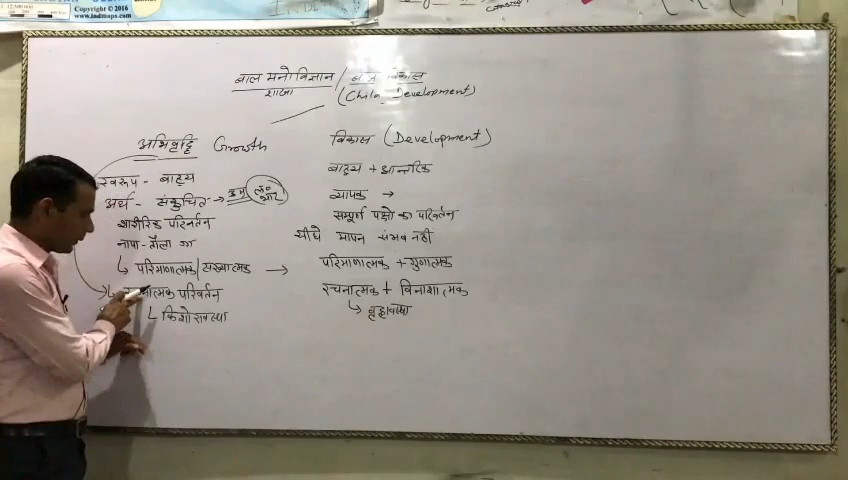 Copyright © 2016
www.indmaps.com
बाल मनोविज्ञान / बाल विकास
शाखा (Child Development)
अभिवृद्धि Growth
विकास (Development)
स्वरूप - बाह्य
बाह्य + आन्तरिक
अर्थ - संकुचित →
व्यापक →
शारीरिक परिवर्तन
सम्पूर्ण पक्षो का परिवर्तन
नापा - तौला जा
सीधे मापन संभव नहीं
↳ परिमाणात्मक / संख्यात्मक →
परिमाणात्मक + गुणात्मक
परिवर्तन
रचनात्मक + विनाशात्मक
↳ किशोरावस्था
↳ वृद्धावस्था